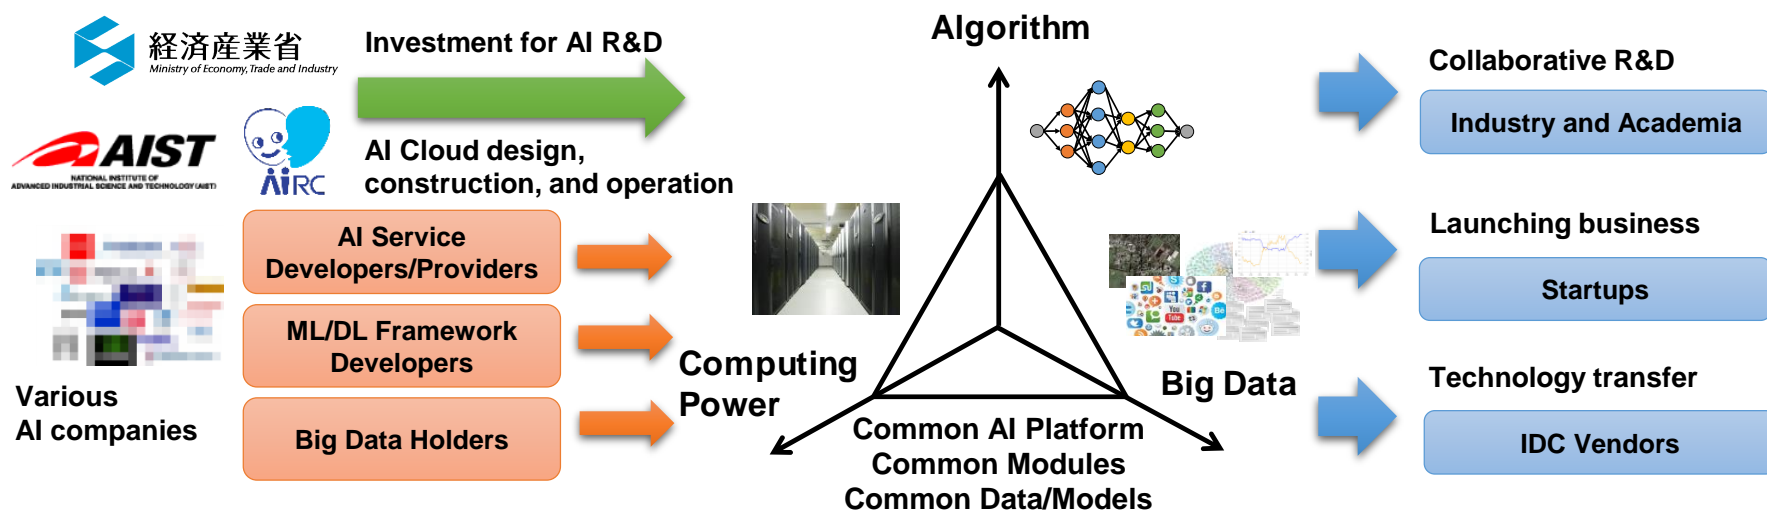 経済産業省
Ministry of Economy, Trade and Industry
AIST
NATIONAL INSTITUTE OF
ADVANCED INDUSTRIAL SCIENCE AND TECHNOLOGY (AIST)
AiRC
Investment for AI R&D
AI Cloud design,
construction, and operation
Various
AI companies
AI Service
Developers/Providers
ML/DL Framework
Developers
Big Data Holders
Algorithm
Computing
Power
Big Data
You
Tube
Bē
Common AI Platform
Common Modules
Common Data/Models
Collaborative R&D
Industry and Academia
Launching business
Startups
Technology transfer
IDC Vendors